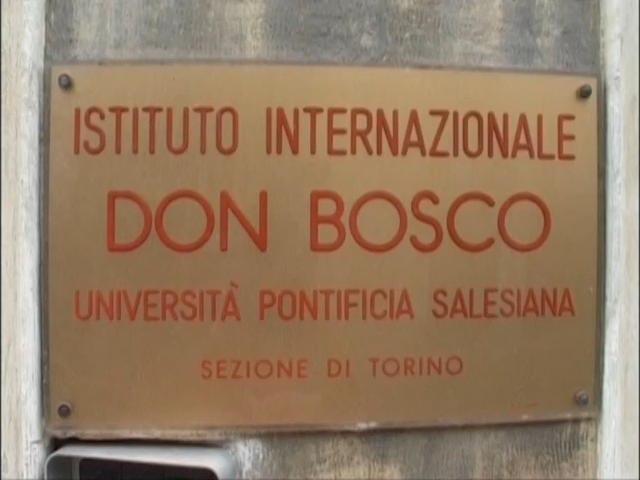 ISTITUTO INTERNAZIONALE
DON BOSCO
UNIVERSITÀ PONTIFICIA SALESIANA
SEZIONE DI TORINO